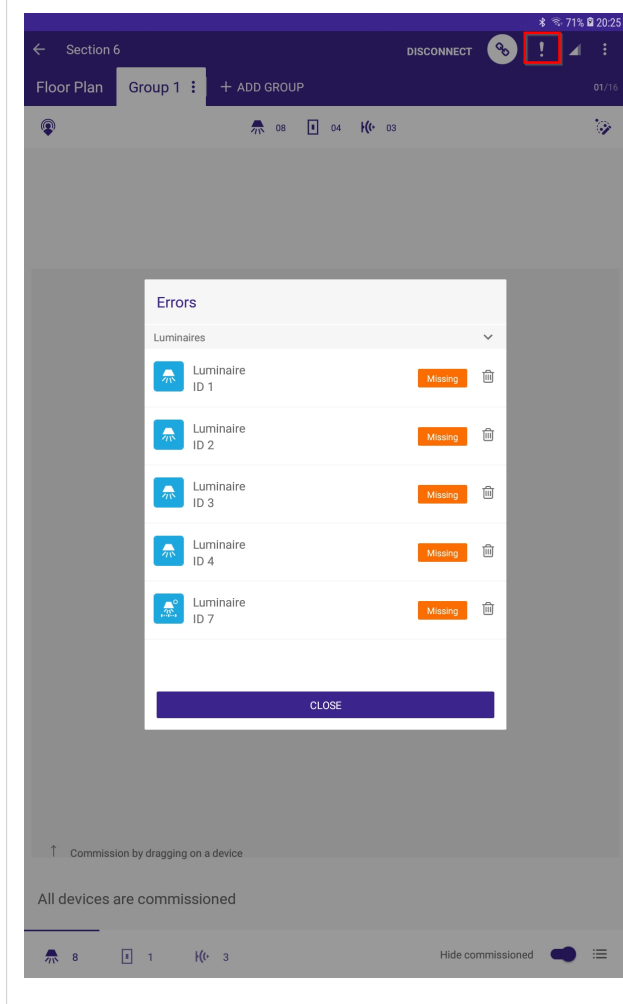 71% 20:25
Section 6 DISCONNECT
Floor Plan Group 1 + ADD GROUP 01/16
08 04 03
Errors
Luminaires
Luminaire
ID 1
Missing
Luminaire
ID 2
Missing
Luminaire
ID 3
Missing
Luminaire
ID 4
Missing
Luminaire
ID 7
Missing
CLOSE
Commission by dragging on a device
All devices are commissioned
8 1 3 Hide commissioned